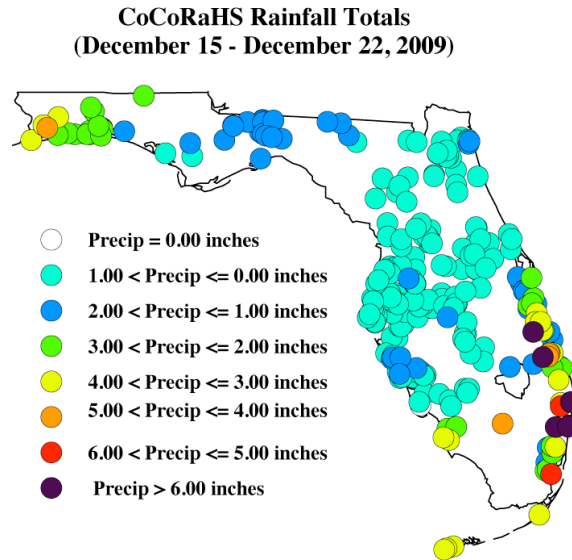 CoCoRaHS Rainfall Totals
(December 15 - December 22, 2009)
Precip = 0.00 inches
1.00 < Precip <= 0.00 inches
2.00 < Precip <= 1.00 inches
3.00 < Precip <= 2.00 inches
4.00 < Precip <= 3.00 inches
5.00 < Precip <= 4.00 inches
6.00 < Precip <= 5.00 inches
Precip > 6.00 inches